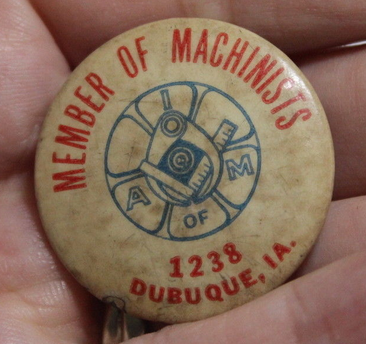 MEMBER OF MACHINISTS
I A OF M
1238
DUBUQUE, IA.